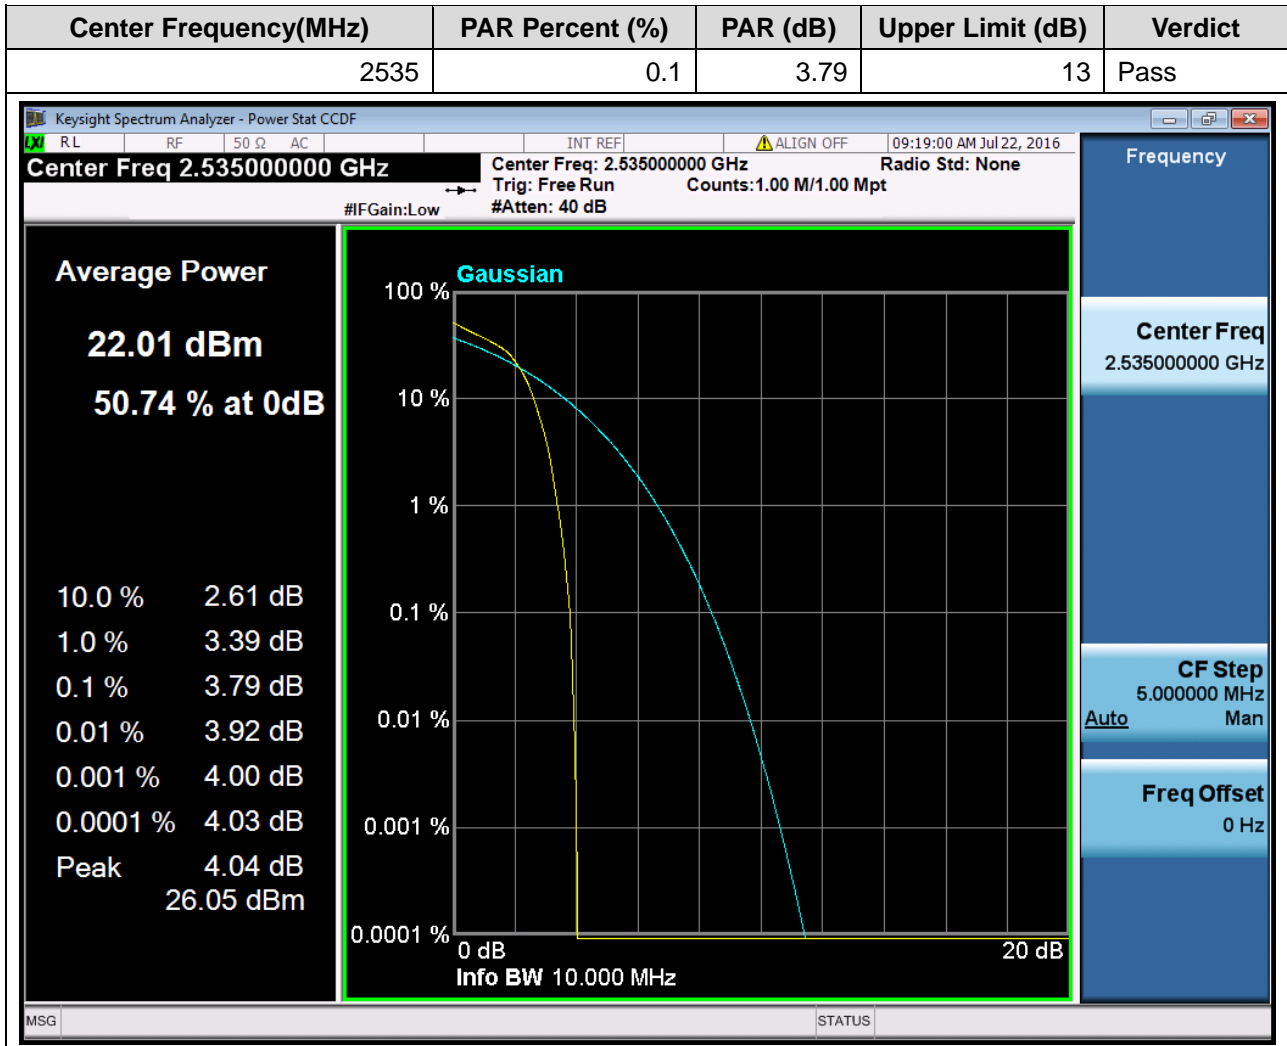 Center Frequency(MHz) PAR Percent (%) PAR (dB) Upper Limit (dB) Verdict
2535 0.1 3.79 13 Pass
Keysight Spectrum Analyzer - Power Stat CCDF
LXI RL RF 50 Ω AC INT REF ALIGN OFF 09:19:00 AM Jul 22, 2016
Center Freq 2.535000000 GHz
Center Freq: 2.535000000 GHz Radio Std: None
Trig: Free Run Counts:1.00 M/1.00 Mpt
#IFGain:Low #Atten: 40 dB
Frequency
Average Power
22.01 dBm
50.74 % at 0dB
10.0 % 2.61 dB
1.0 % 3.39 dB
0.1 % 3.79 dB
0.01 % 3.92 dB
0.001 % 4.00 dB
0.0001 % 4.03 dB
Peak 4.04 dB
26.05 dBm
Gaussian
100 %
10 %
1 %
0.1 %
0.01 %
0.001 %
0.0001 %
0 dB 20 dB
Info BW 10.000 MHz
Center Freq
2.535000000 GHz
CF Step
5.000000 MHz
Auto Man
Freq Offset
0 Hz
MSG STATUS